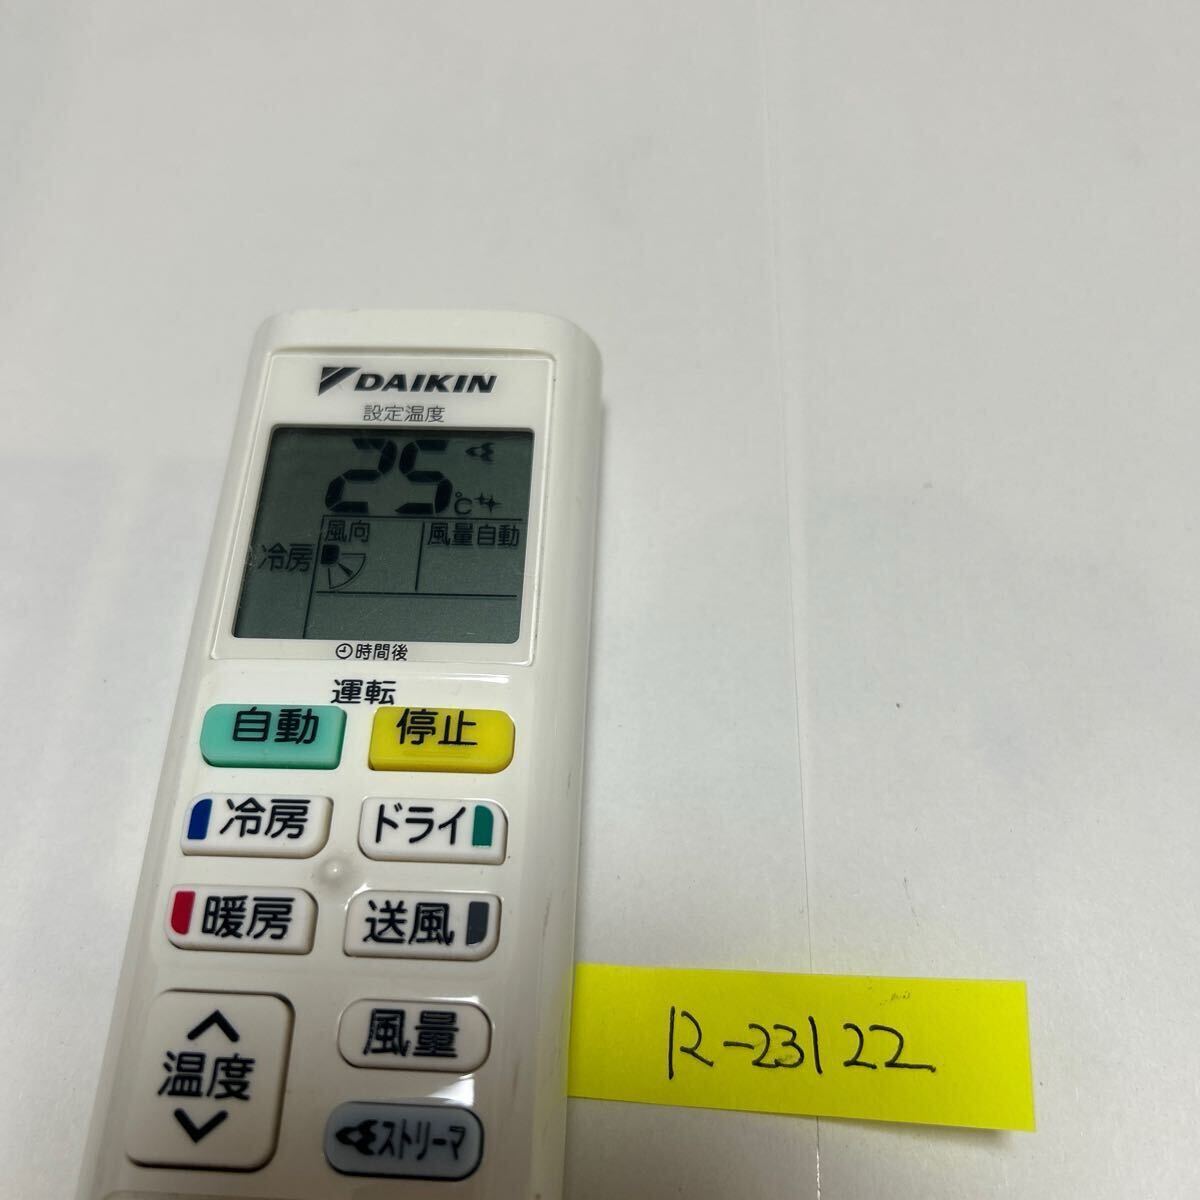 DAIKIN
設定温度
25℃
風向
風量自動
冷房
時間後
運転
自動
停止
冷房
ドライ
暖房
送風
風量
温度
ストリーマ
R-23122